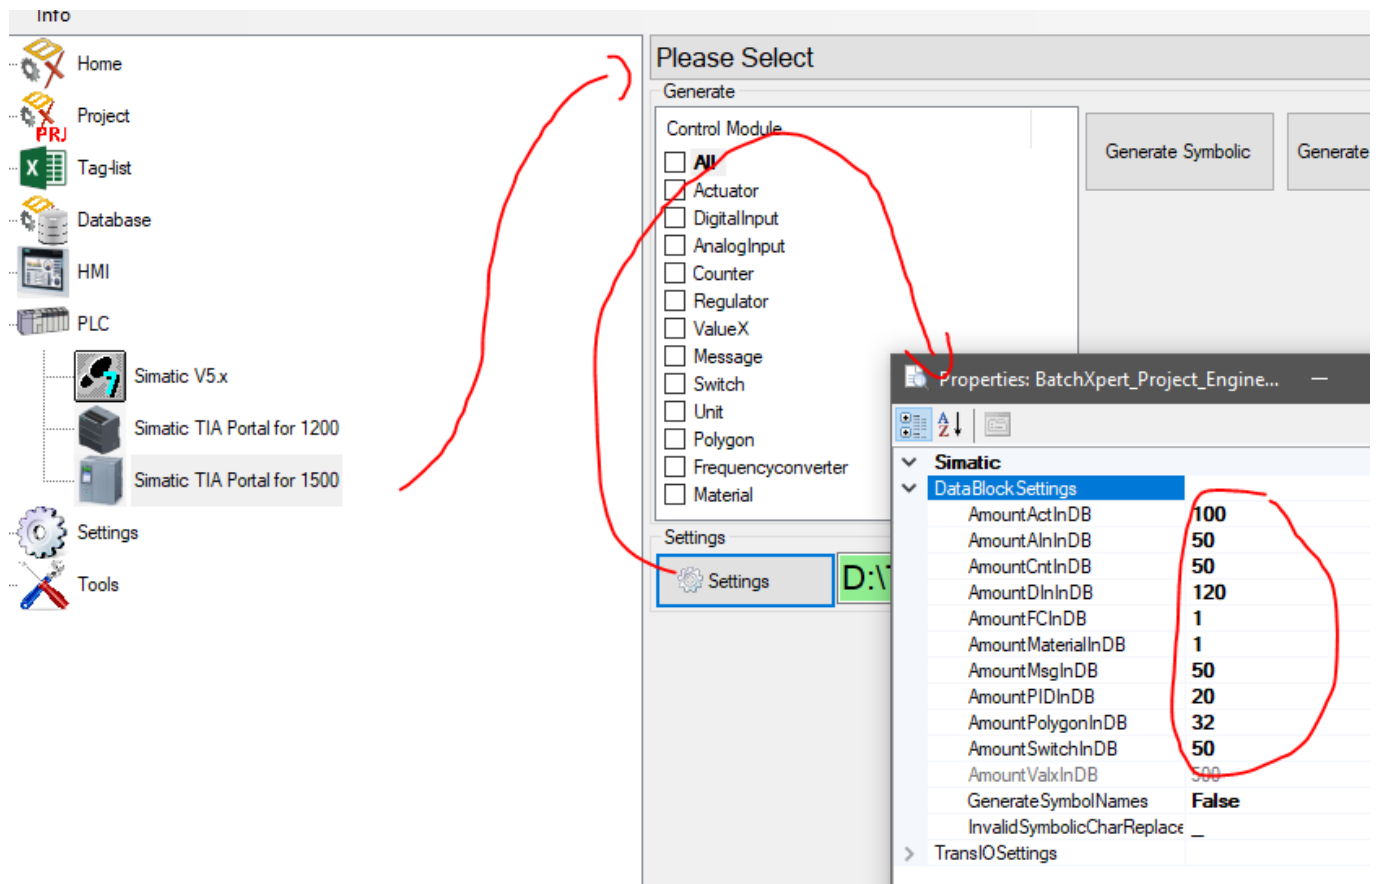 Info
Home
Project
PRJ
Tag-list
Database
HMI
PLC
Simatic V5.x
Simatic TIA Portal for 1200
Simatic TIA Portal for 1500
Settings
Tools
Please Select
Generate
Control Module
All
Actuator
DigitalInput
AnalogInput
Counter
Regulator
ValueX
Message
Switch
Unit
Polygon
Frequencyconverter
Material
Generate Symbolic
Generate
Settings
Settings
D:\
Properties: BatchXpert_Project_Engine...
Simatic
DataBlockSettings
AmountActInDB 100
AmountAInInDB 50
AmountCntInDB 50
AmountDInInDB 120
AmountFCInDB 1
AmountMaterialInDB 1
AmountMsgInDB 50
AmountPIDInDB 20
AmountPolygonInDB 32
AmountSwitchInDB 50
AmountValxInDB 500
GenerateSymbolNames False
InvalidSymbolicCharReplace _
TransIOSettings